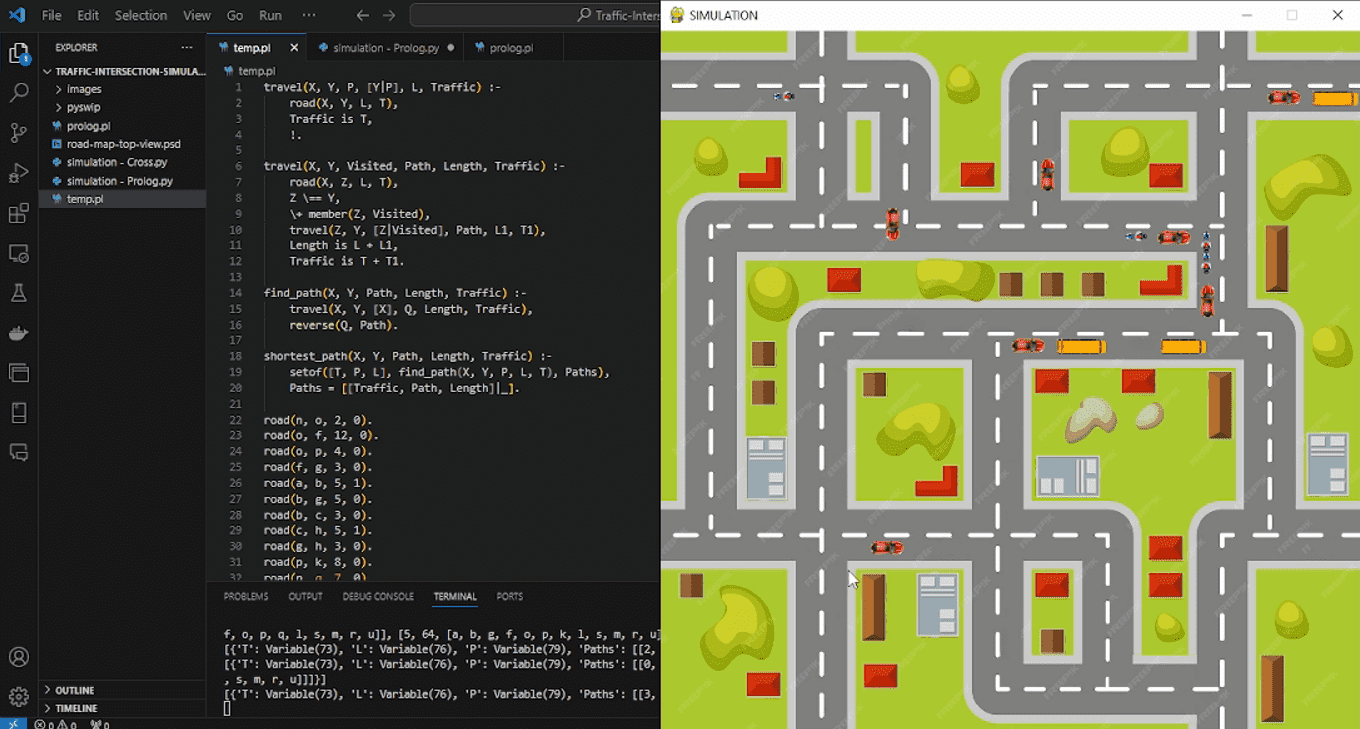 File Edit Selection View Go Run ··· Traffic-Inters
SIMULATION
EXPLORER ···
TRAFFIC-INTERSECTION-SIMULA...
images
pyswip
prolog.pl
road-map-top-view.psd
simulation - Cross.py
simulation - Prolog.py
temp.pl
temp.pl simulation - Prolog.py prolog.pl
temp.pl
1 travel(X, Y, P, [Y|P], L, Traffic) :-
2 road(X, Y, L, T),
3 Traffic is T,
4 !.
5
6 travel(X, Y, Visited, Path, Length, Traffic) :-
7 road(X, Z, L, T),
8 Z \== Y,
9 \+ member(Z, Visited),
10 travel(Z, Y, [Z|Visited], Path, L1, T1),
11 Length is L + L1,
12 Traffic is T + T1.
13
14 find_path(X, Y, Path, Length, Traffic) :-
15 travel(X, Y, [X], Q, Length, Traffic),
16 reverse(Q, Path).
17
18 shortest_path(X, Y, Path, Length, Traffic) :-
19 setof([T, P, L], find_path(X, Y, P, L, T), Paths),
20 Paths = [[Traffic, Path, Length]|_].
21
22 road(n, o, 2, 0).
23 road(o, f, 12, 0).
24 road(o, p, 4, 0).
25 road(f, g, 3, 0).
26 road(a, b, 5, 1).
27 road(b, g, 5, 0).
28 road(b, c, 3, 0).
29 road(c, h, 5, 1).
30 road(g, h, 3, 0).
31 road(p, k, 8, 0).
32 road(p, q, 7, 0)
PROBLEMS OUTPUT DEBUG CONSOLE TERMINAL PORTS
f, o, p, q, l, s, m, r, u]], [5, 64, [a, b, g, f, o, p, k, l, s, m, r, u]
[{'T': Variable(73), 'L': Variable(76), 'P': Variable(79), 'Paths': [[2,
[{'T': Variable(73), 'L': Variable(76), 'P': Variable(79), 'Paths': [[0,
, s, m, r, u]]]}]
[{'T': Variable(73), 'L': Variable(76), 'P': Variable(79), 'Paths': [[3,
OUTLINE
TIMELINE
0 0 0